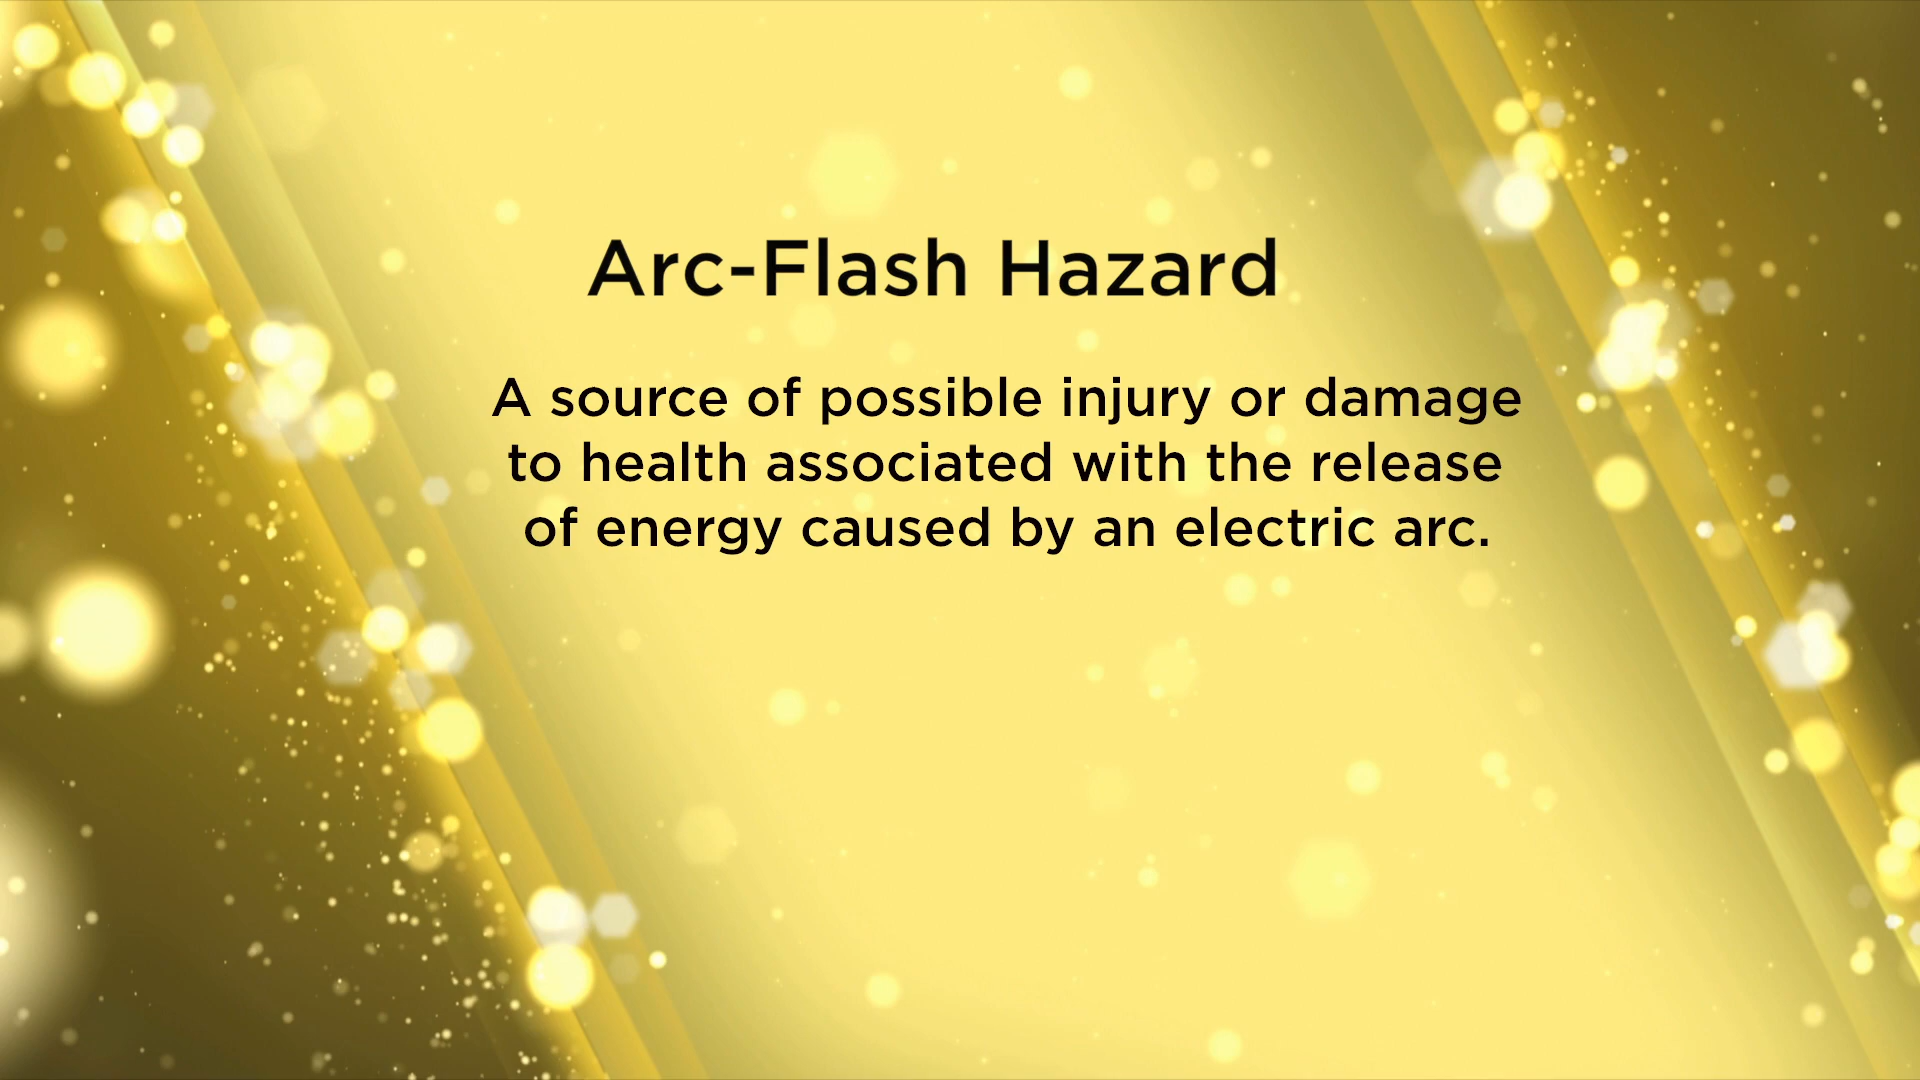 Arc-Flash Hazard
A source of possible injury or damage
to health associated with the release
of energy caused by an electric arc.